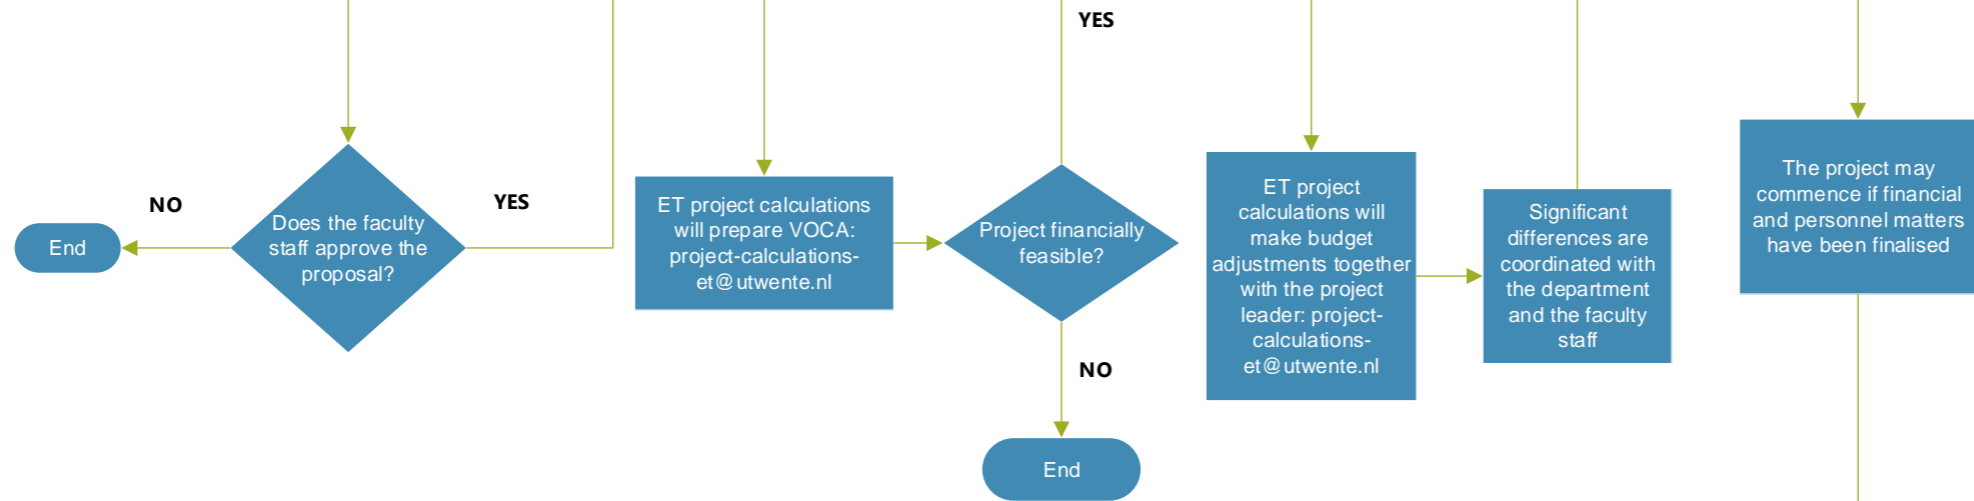 NO
End
Does the faculty
staff approve the
proposal?
YES
ET project calculations
will prepare VOCA:
project-calculations-
et@utwente.nl
YES
Project financially
feasible?
NO
End
ET project
calculations will
make budget
adjustments together
with the project
leader: project-
calculations-
et@utwente.nl
Significant
differences are
coordinated with
the department
and the faculty
staff
The project may
commence if financial
and personnel matters
have been finalised